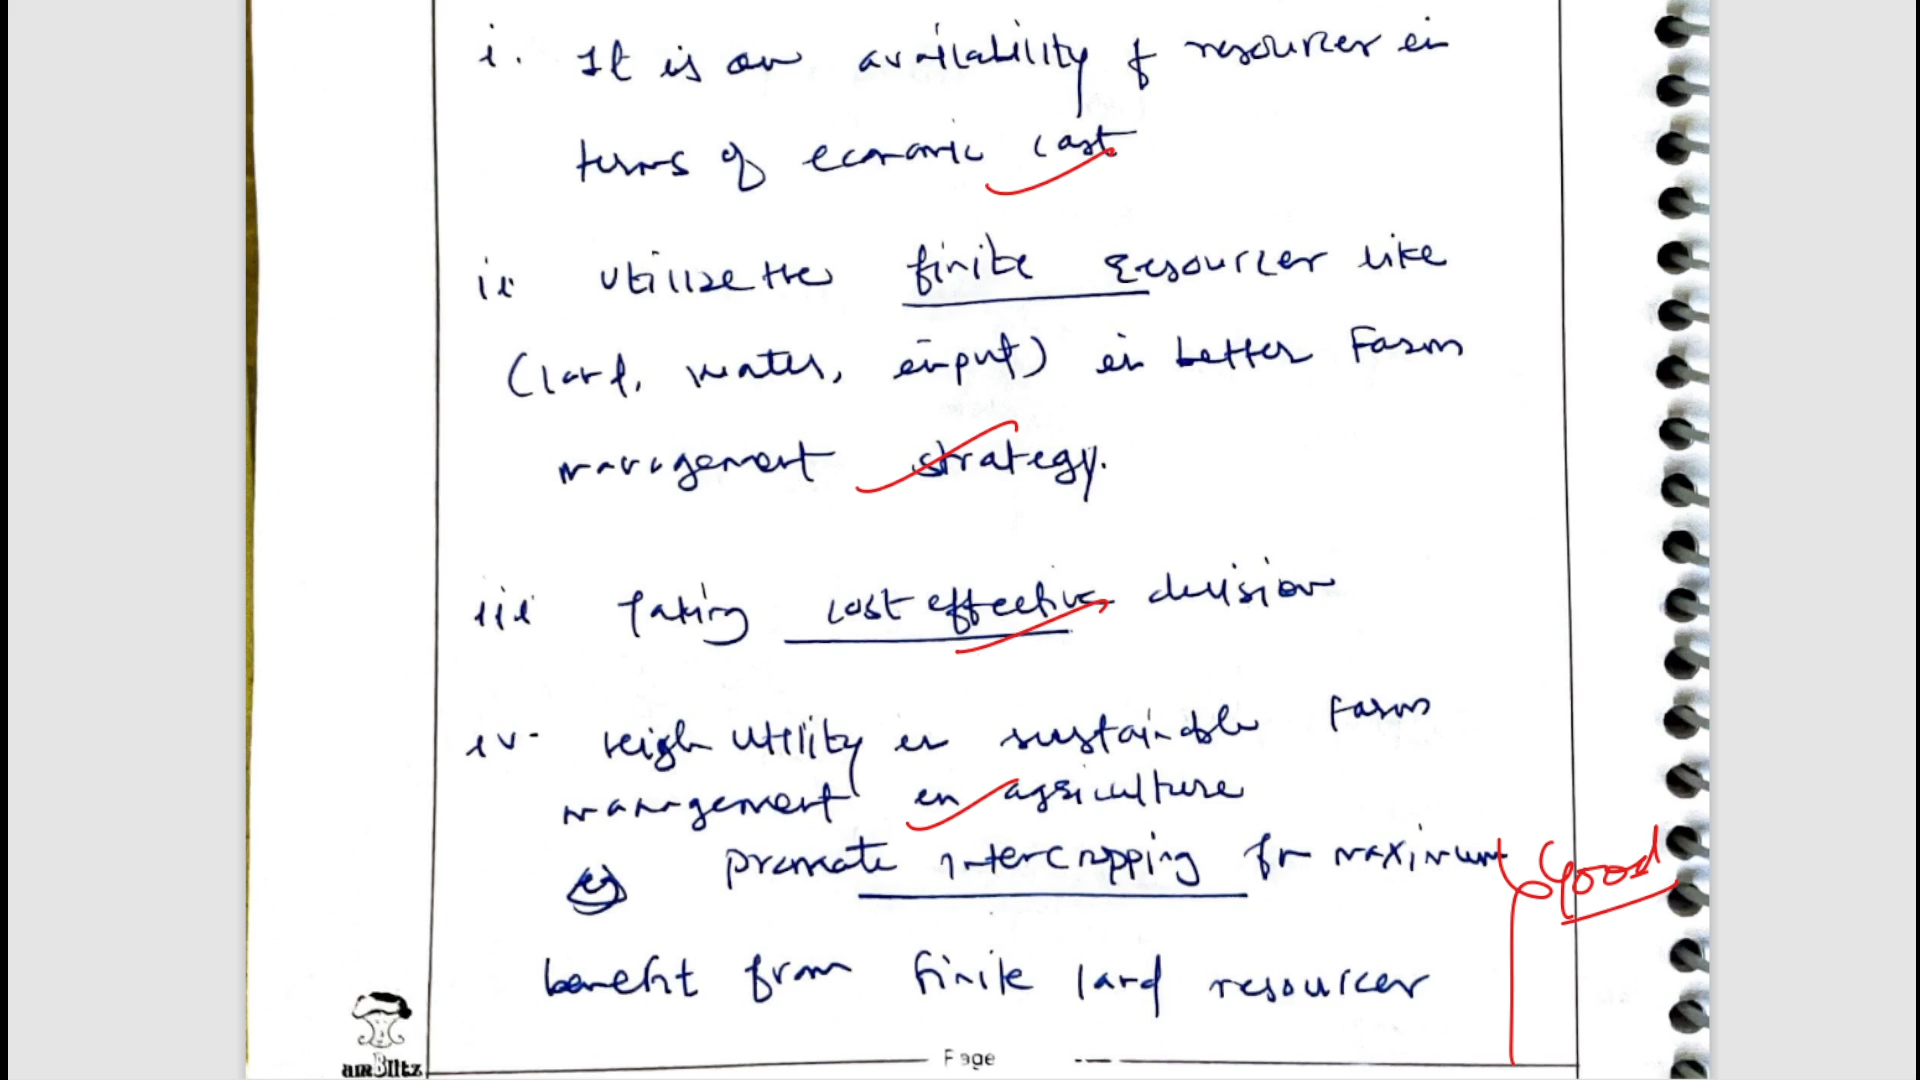 i. It is an availability of resources in
terms of economic cost
ii utilize the finite resources like
(land, water, input) in better Farm
management strategy.
iii Taking cost effective decision
iv- High utility in sustainable Farm
management in agriculture
eg promote intercropping for maximum
Good
benefit from finite land resources
amBlitz
Page